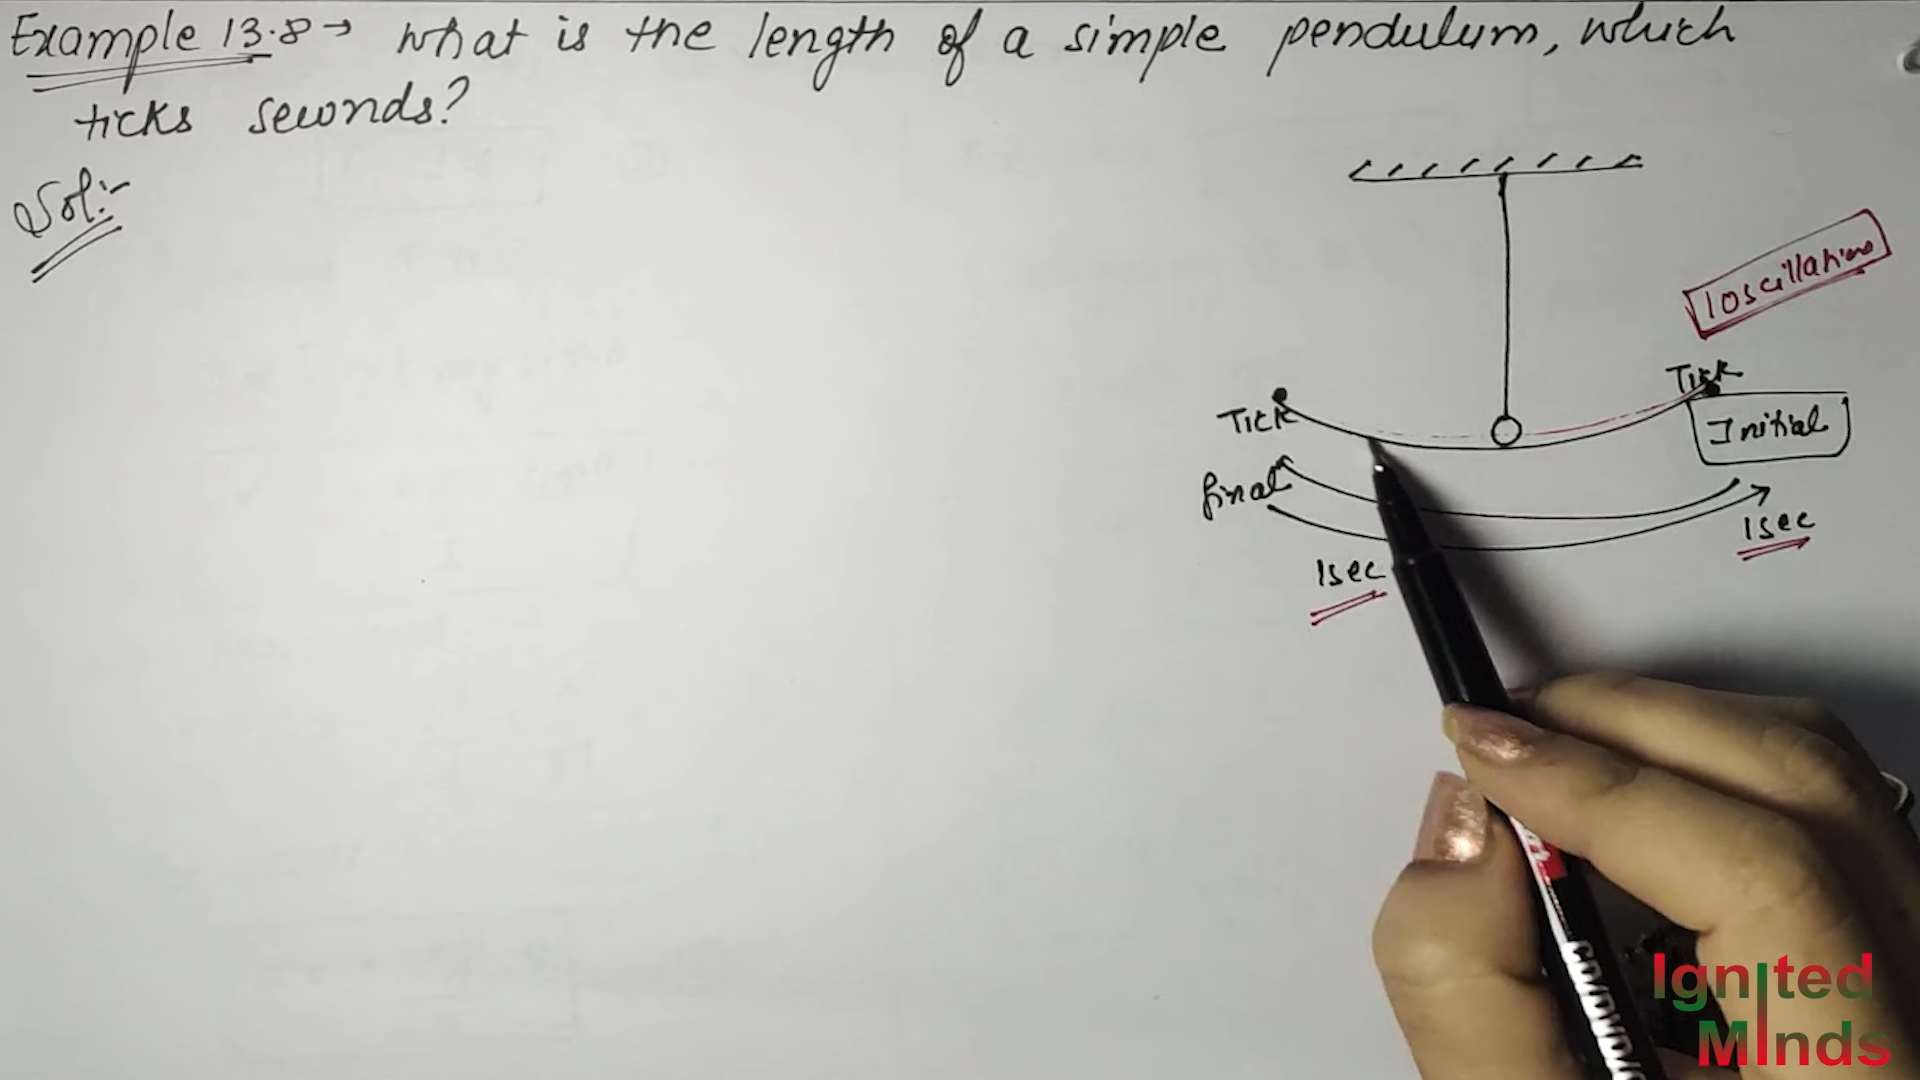 Example 13.8→ what is the length of a simple pendulum, which
ticks seconds?
Sol:-
1 oscillation
Tick
Tick
Initial
final
1sec
1sec
Ignited
Minds